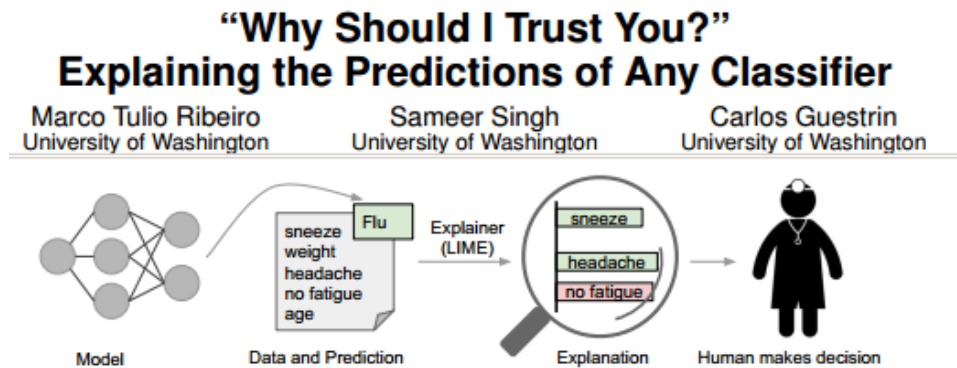 “Why Should I Trust You?”
Explaining the Predictions of Any Classifier
Marco Tulio Ribeiro
University of Washington
Sameer Singh
University of Washington
Carlos Guestrin
University of Washington
Flu
sneeze
weight
headache
no fatigue
age
Explainer
(LIME)
sneeze
headache
no fatigue
Model
Data and Prediction
Explanation
Human makes decision